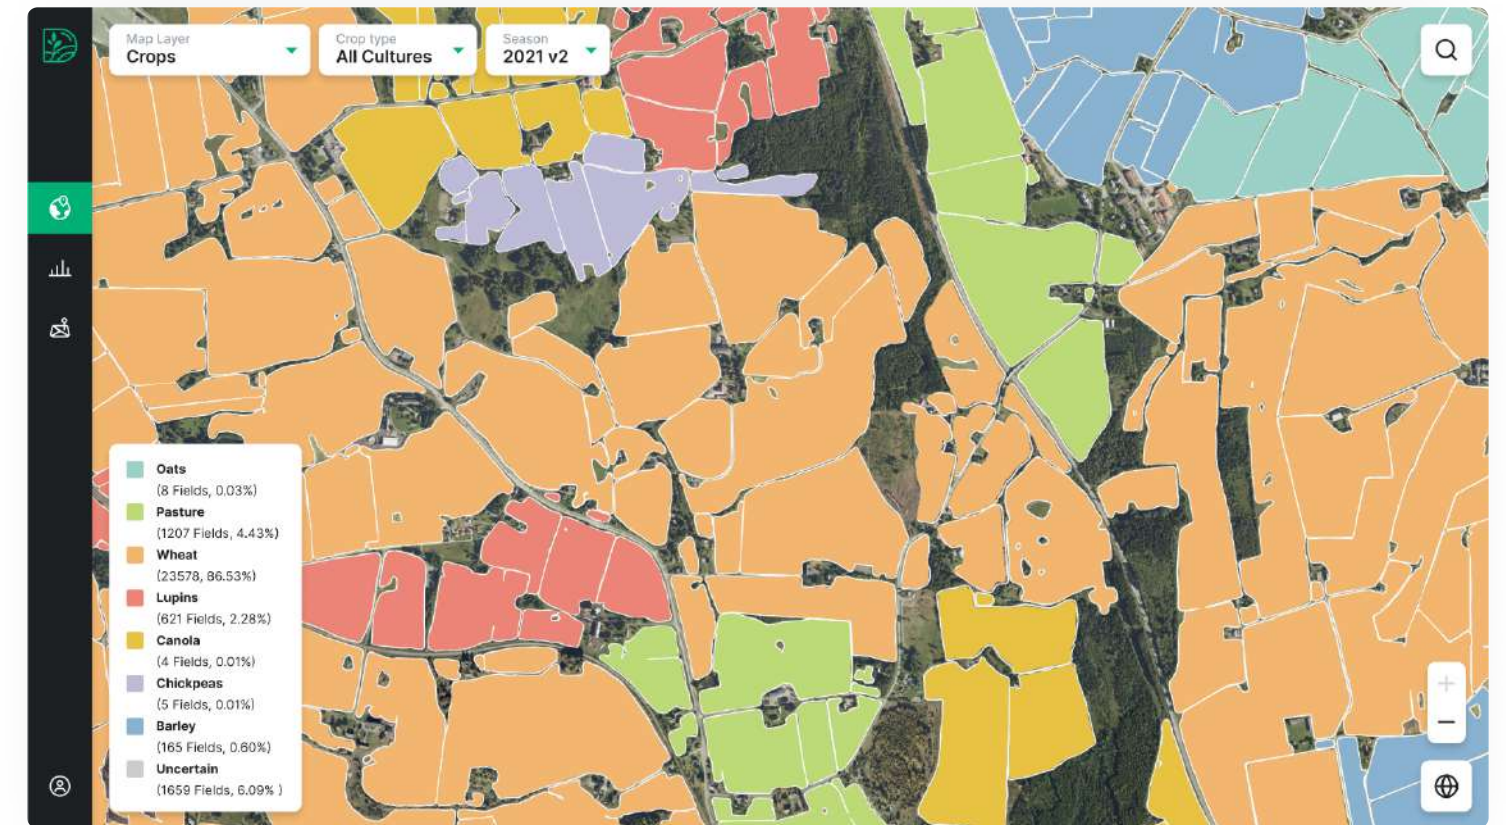 Map Layer
Crops
Crop type
All Cultures
Season
2021 v2
Oats
(8 Fields, 0.03%)
Pasture
(1207 Fields, 4.43%)
Wheat
(23578, 86.53%)
Lupins
(621 Fields, 2.28%)
Canola
(4 Fields, 0.01%)
Chickpeas
(5 Fields, 0.01%)
Barley
(165 Fields, 0.60%)
Uncertain
(1659 Fields, 6.09% )